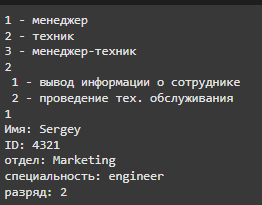 1 - менеджер
2 - техник
3 - менеджер-техник
2
1 - вывод информации о сотруднике
2 - проведение тех. обслуживания
1
Имя: Sergey
ID: 4321
отдел: Marketing
специальность: engineer
разряд: 2